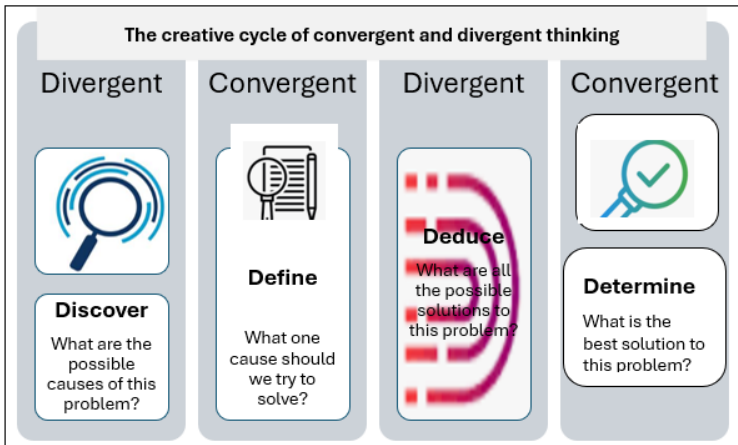 The creative cycle of convergent and divergent thinking
Divergent
Convergent
Divergent
Convergent
Discover
What are the
possible
causes of this
problem?
Define
What one
cause should
we try to
solve?
Deduce
What are all
the possible
solutions to
this problem?
Determine
What is the
best solution to
this problem?